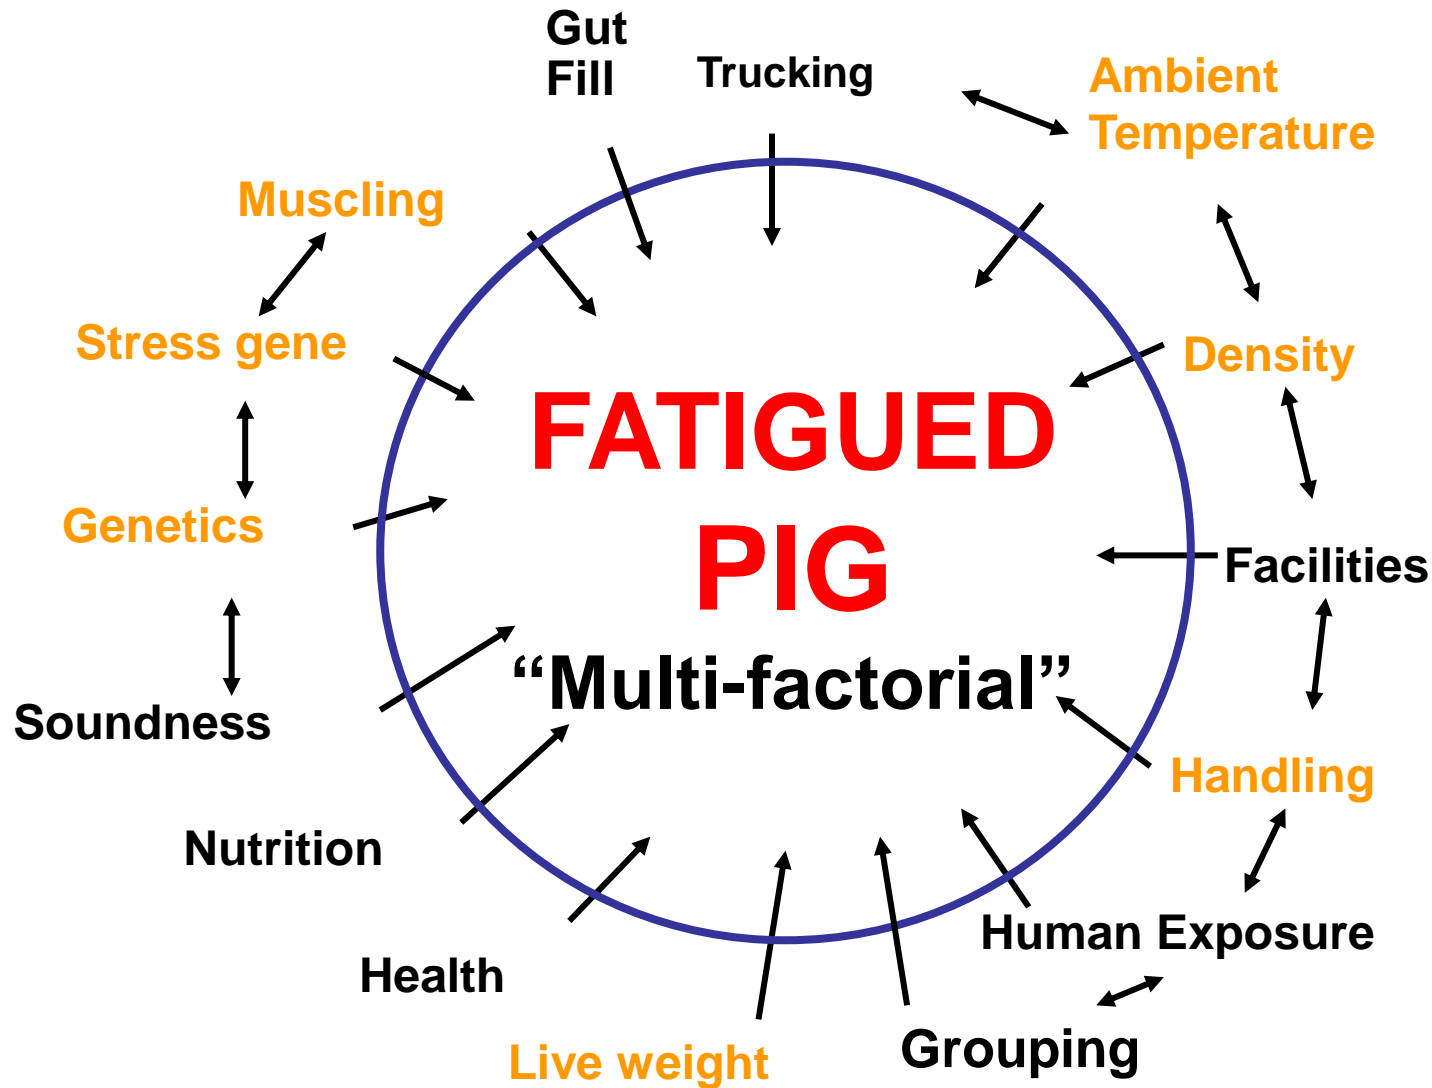 Gut
Fill
Trucking
Ambient
Temperature
Muscling
Stress gene
Density
FATIGUED
PIG
Genetics
Facilities
“Multi-factorial”
Soundness
Handling
Nutrition
Human Exposure
Health
Grouping
Live weight